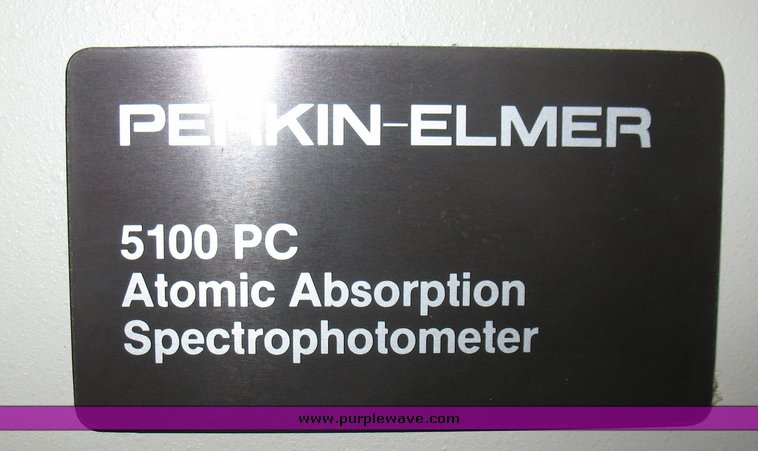 PERKIN-ELMER
5100 PC
Atomic Absorption
Spectrophotometer
www.purplewave.com